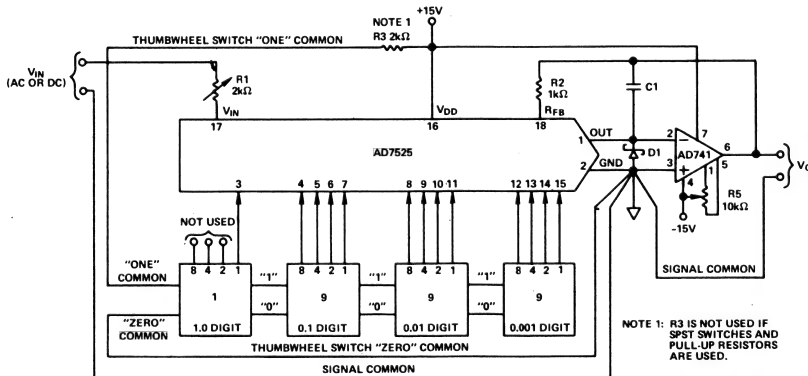 +15V
NOTE 1
THUMBWHEEL SWITCH "ONE" COMMON
R3 2kΩ
VIN
(AC OR DC)
R1
2kΩ
R2
1kΩ
C1
VIN
17
VDD
16
RFB
18
OUT
1
GND
2
AD7525
D1
2
3
7
6
AD741
4
1
5
R5
10kΩ
-15V
VO
3
4 5 6 7
8 9 10 11
12 13 14 15
NOT USED
SIGNAL COMMON
8 4 2 1
8 4 2 1
8 4 2 1
8 4 2 1
"ONE"
COMMON
1
"1"
9
"1"
9
"1"
9
"0"
"0"
"0"
"ZERO"
COMMON
1.0 DIGIT
0.1 DIGIT
0.01 DIGIT
0.001 DIGIT
THUMBWHEEL SWITCH "ZERO" COMMON
SIGNAL COMMON
NOTE 1: R3 IS NOT USED IF
SPST SWITCHES AND
PULL-UP RESISTORS
ARE USED.